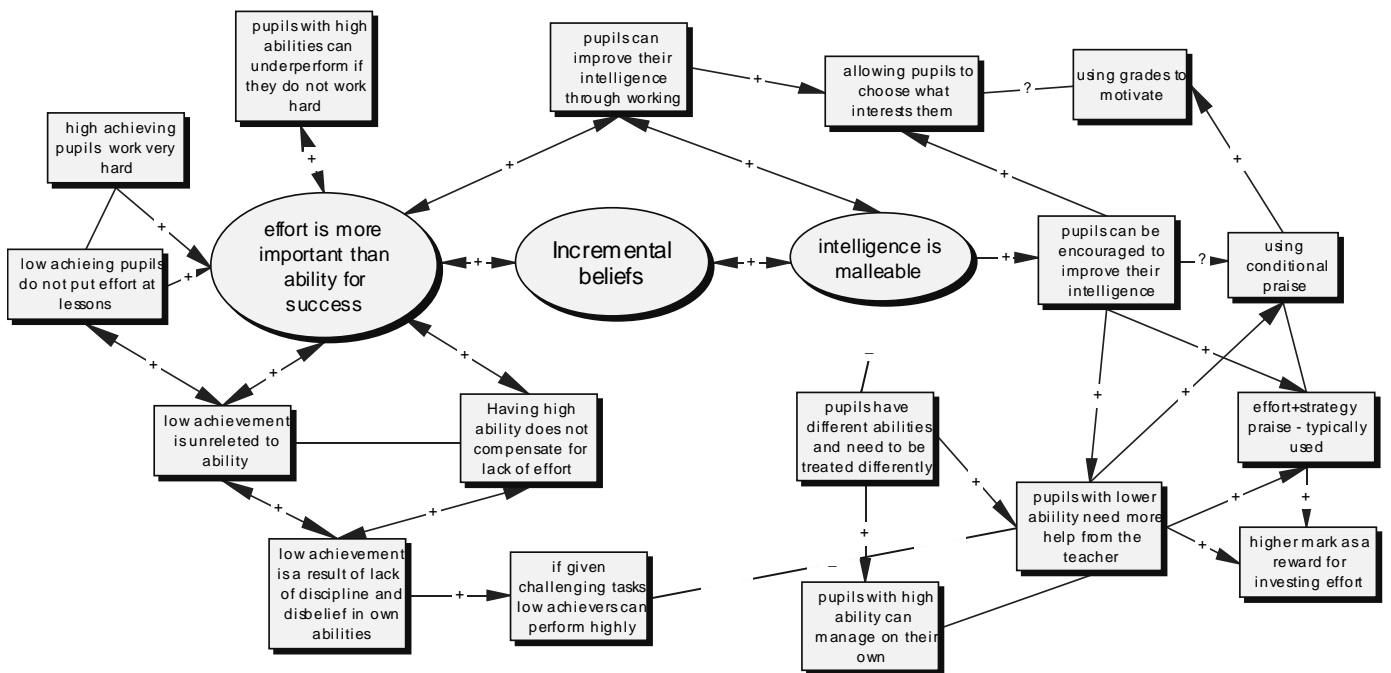 pupils with high
abilities can
underperform if
they do not work
hard
pupils can
improve their
intelligence
through working
allowing pupils to
choose what
interests them
using grades to
motivate
high achieving
pupils work very
hard
low achieing pupils
do not put effort at
lessons
effort is more
important than
ability for
success
Incremental
beliefs
intelligence is
malleable
pupils can be
encouraged to
improve their
intelligence
using
conditional
praise
low achievement
is unreleted to
ability
Having high
ability does not
compensate for
lack of effort
pupils have
different abilities
and need to be
treated differently
effort+strategy
praise - typically
used
low achievement
is a result of lack
of discipline and
disbelief in own
abilities
if given
challenging tasks
low achievers can
perform highly
pupils with lower
abiility need more
help from the
teacher
higher mark as a
reward for
investing effort
pupils with high
ability can
manage on their
own
+
+
+
+
?
+
+
+
+
+
+
+
?
+
+
+
+
+
+
–
+
+
+
+
+
+
+
+
+
–